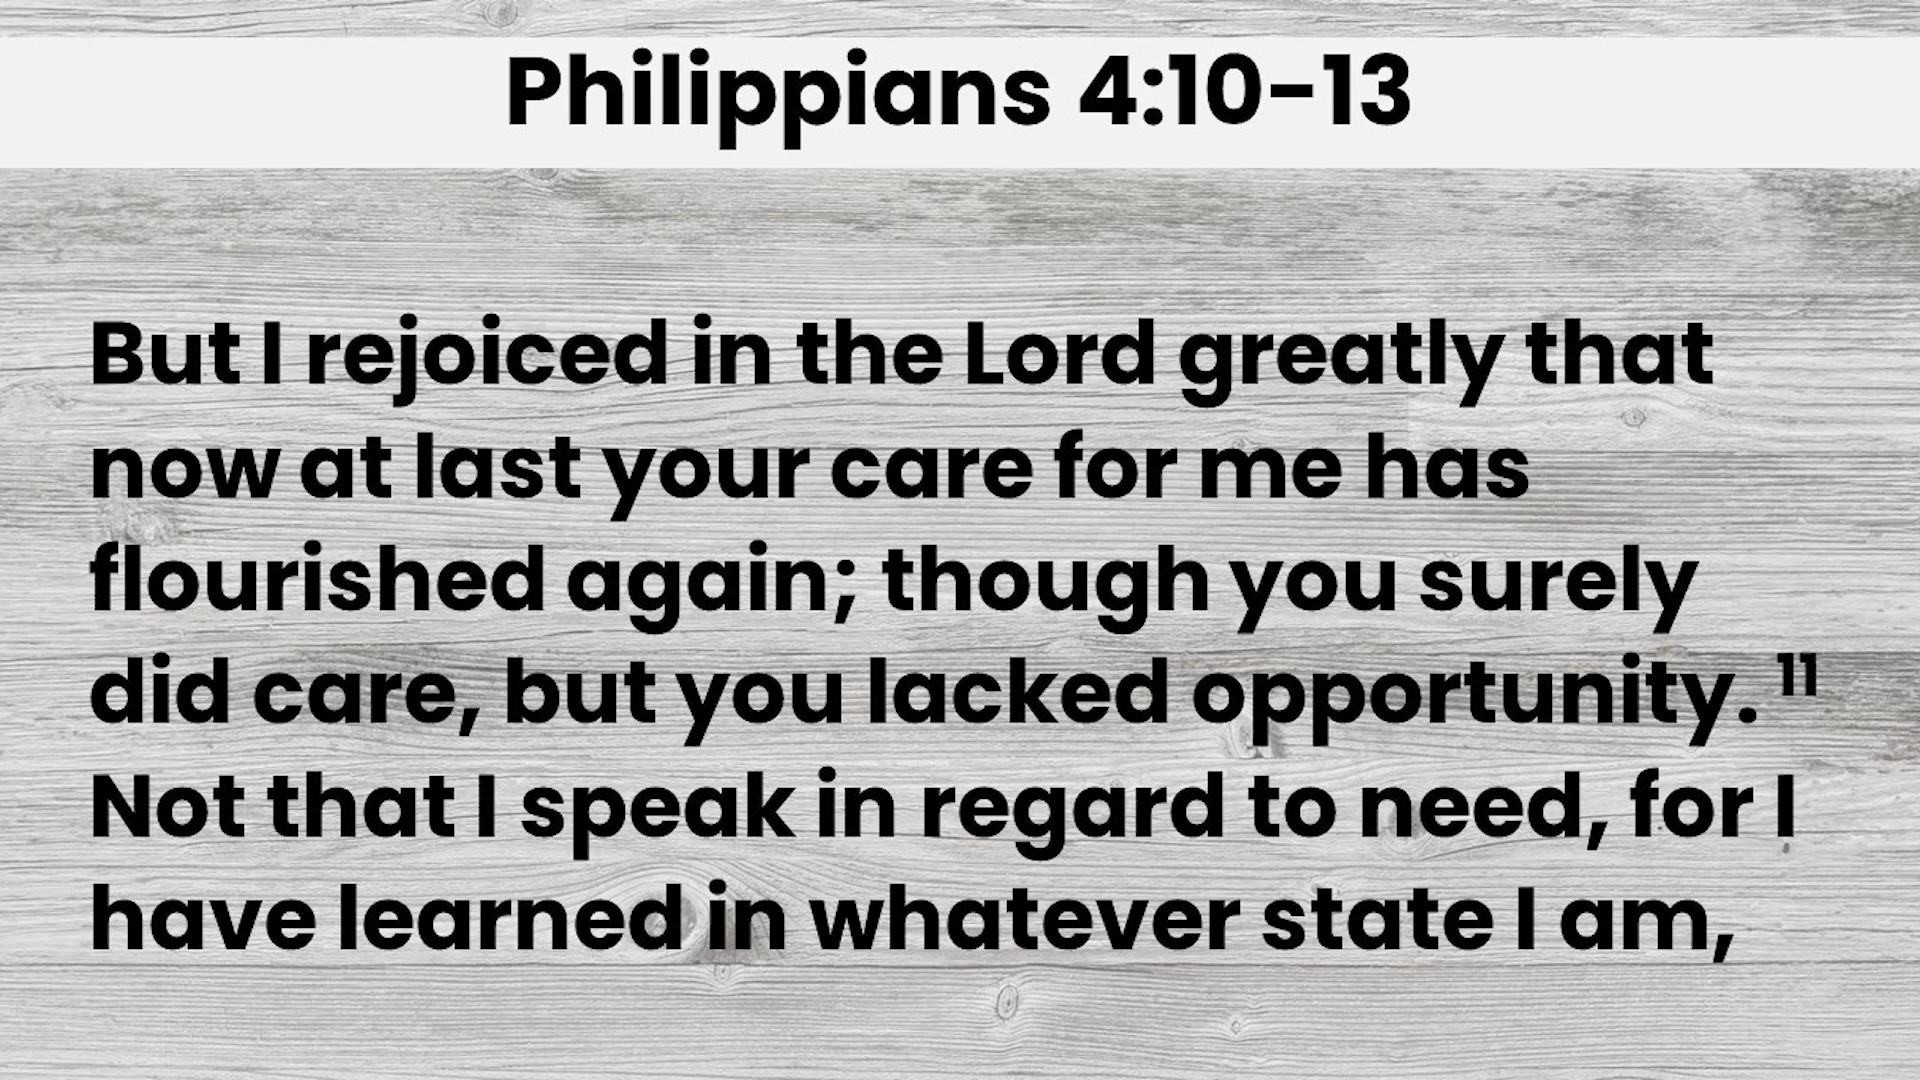 Philippians 4:10-13
But I rejoiced in the Lord greatly that
now at last your care for me has
flourished again; though you surely
did care, but you lacked opportunity. ¹¹
Not that I speak in regard to need, for I
have learned in whatever state I am,